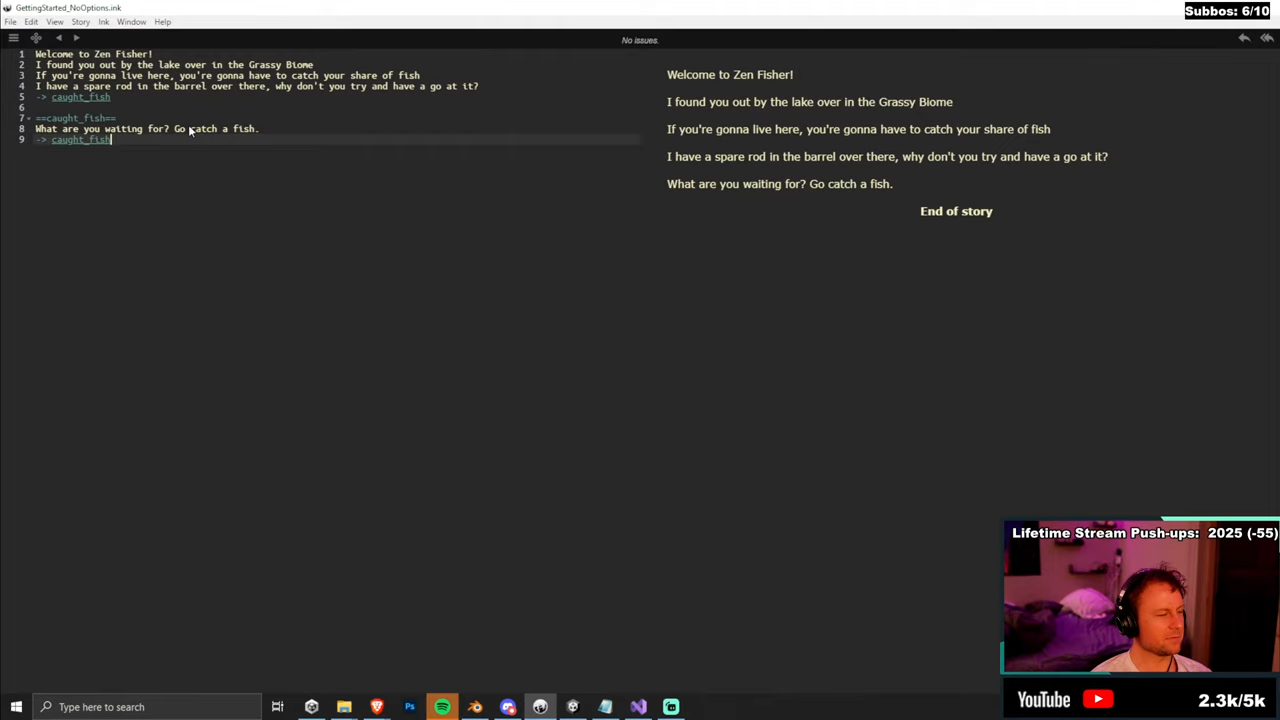 GettingStarted_NoOptions.ink
Subbos: 6/10
File Edit View Story Ink Window Help
No issues.
1 Welcome to Zen Fisher!
2 I found you out by the lake over in the Grassy Biome
3 If you're gonna live here, you're gonna have to catch your share of fish
4 I have a spare rod in the barrel over there, why don't you try and have a go at it?
5 -> caught_fish
6
7 ==caught_fish==
8 What are you waiting for? Go catch a fish.
9 -> caught_fish
Welcome to Zen Fisher!
I found you out by the lake over in the Grassy Biome
If you're gonna live here, you're gonna have to catch your share of fish
I have a spare rod in the barrel over there, why don't you try and have a go at it?
What are you waiting for? Go catch a fish.
End of story
Lifetime Stream Push-ups: 2025 (-55)
YouTube 2.3k/5k
Type here to search
Ps